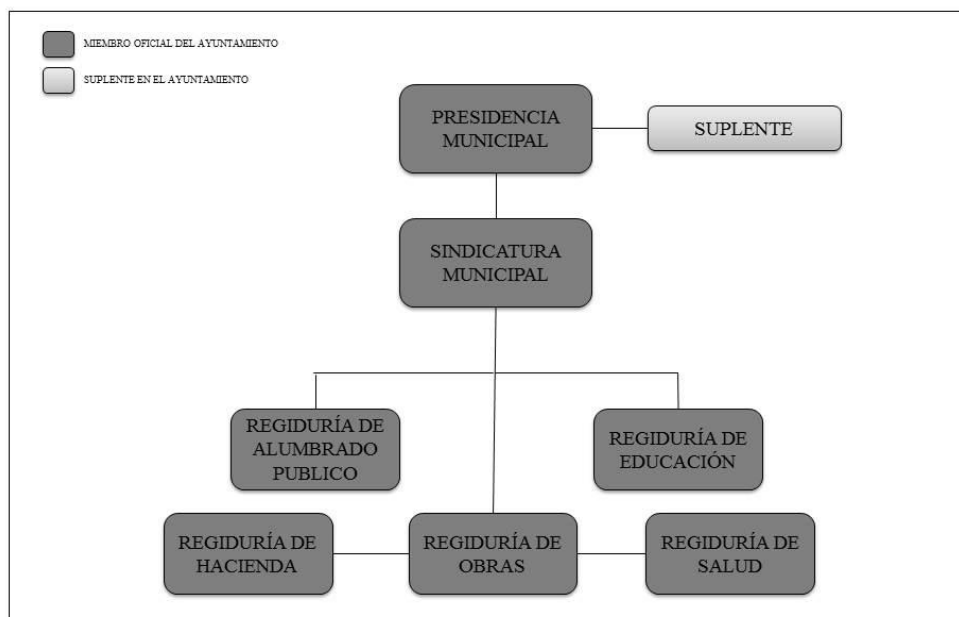 MIEMBRO OFICIAL DEL AYUNTAMIENTO
SUPLENTE EN EL AYUNTAMIENTO
PRESIDENCIA
MUNICIPAL
SUPLENTE
SINDICATURA
MUNICIPAL
REGIDURÍA DE
ALUMBRADO
PUBLICO
REGIDURÍA DE
EDUCACIÓN
REGIDURÍA DE
HACIENDA
REGIDURÍA DE
OBRAS
REGIDURÍA DE
SALUD